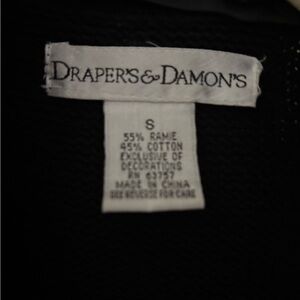 DRAPER'S & DAMON'S
S
55% RAMIE
45% COTTON
EXCLUSIVE OF
DECORATIONS
RN 63757
MADE IN CHINA
SEE REVERSE FOR CARE